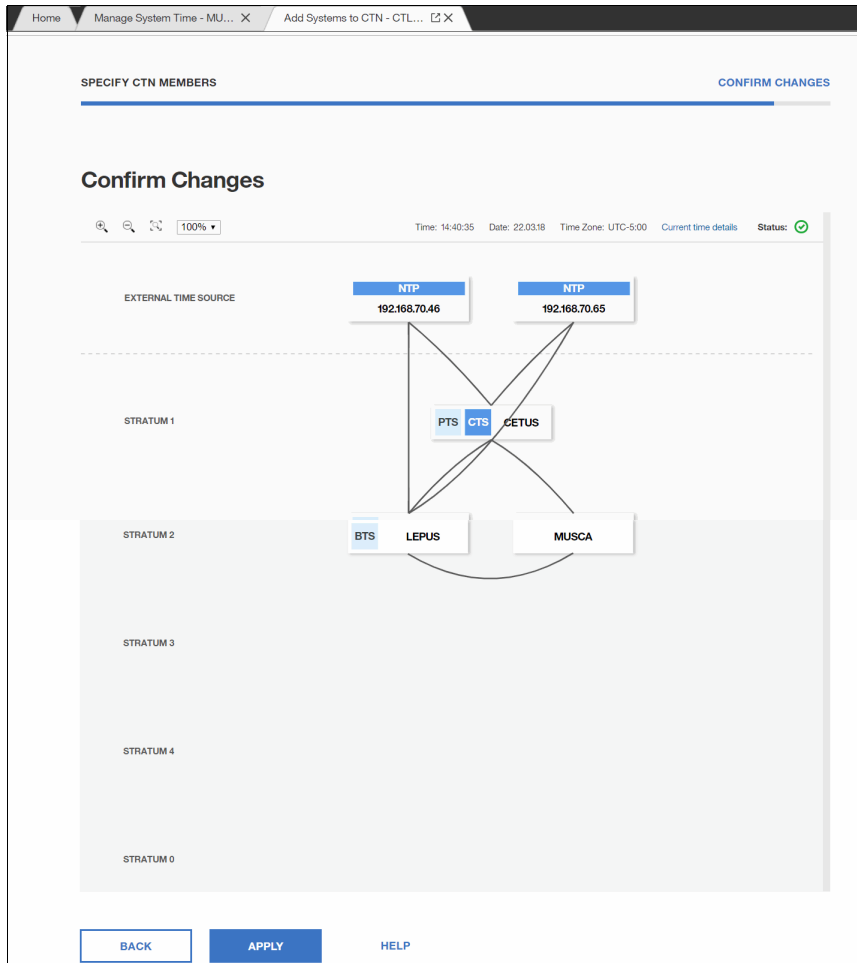 Home
Manage System Time - MU...
Add Systems to CTN - CTL...
SPECIFY CTN MEMBERS
CONFIRM CHANGES
Confirm Changes
100%
Time: 14:40:35
Date: 22.03.18
Time Zone: UTC-5:00
Current time details
Status:
EXTERNAL TIME SOURCE
NTP
192.168.70.46
NTP
192.168.70.65
STRATUM 1
PTS
CTS
CETUS
STRATUM 2
BTS
LEPUS
MUSCA
STRATUM 3
STRATUM 4
STRATUM 0
BACK
APPLY
HELP